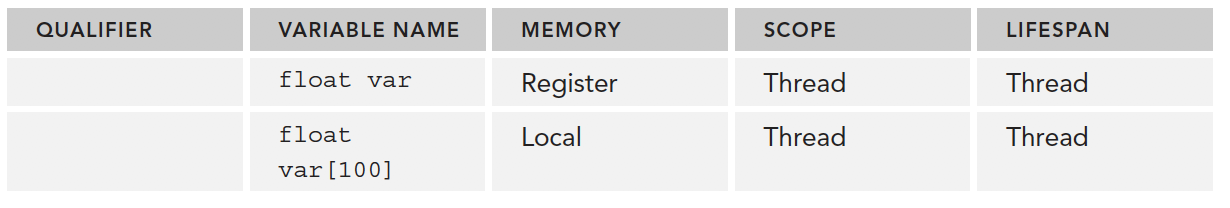 QUALIFIER VARIABLE NAME MEMORY SCOPE LIFESPAN
float var Register Thread Thread
float Local Thread Thread
var[100]